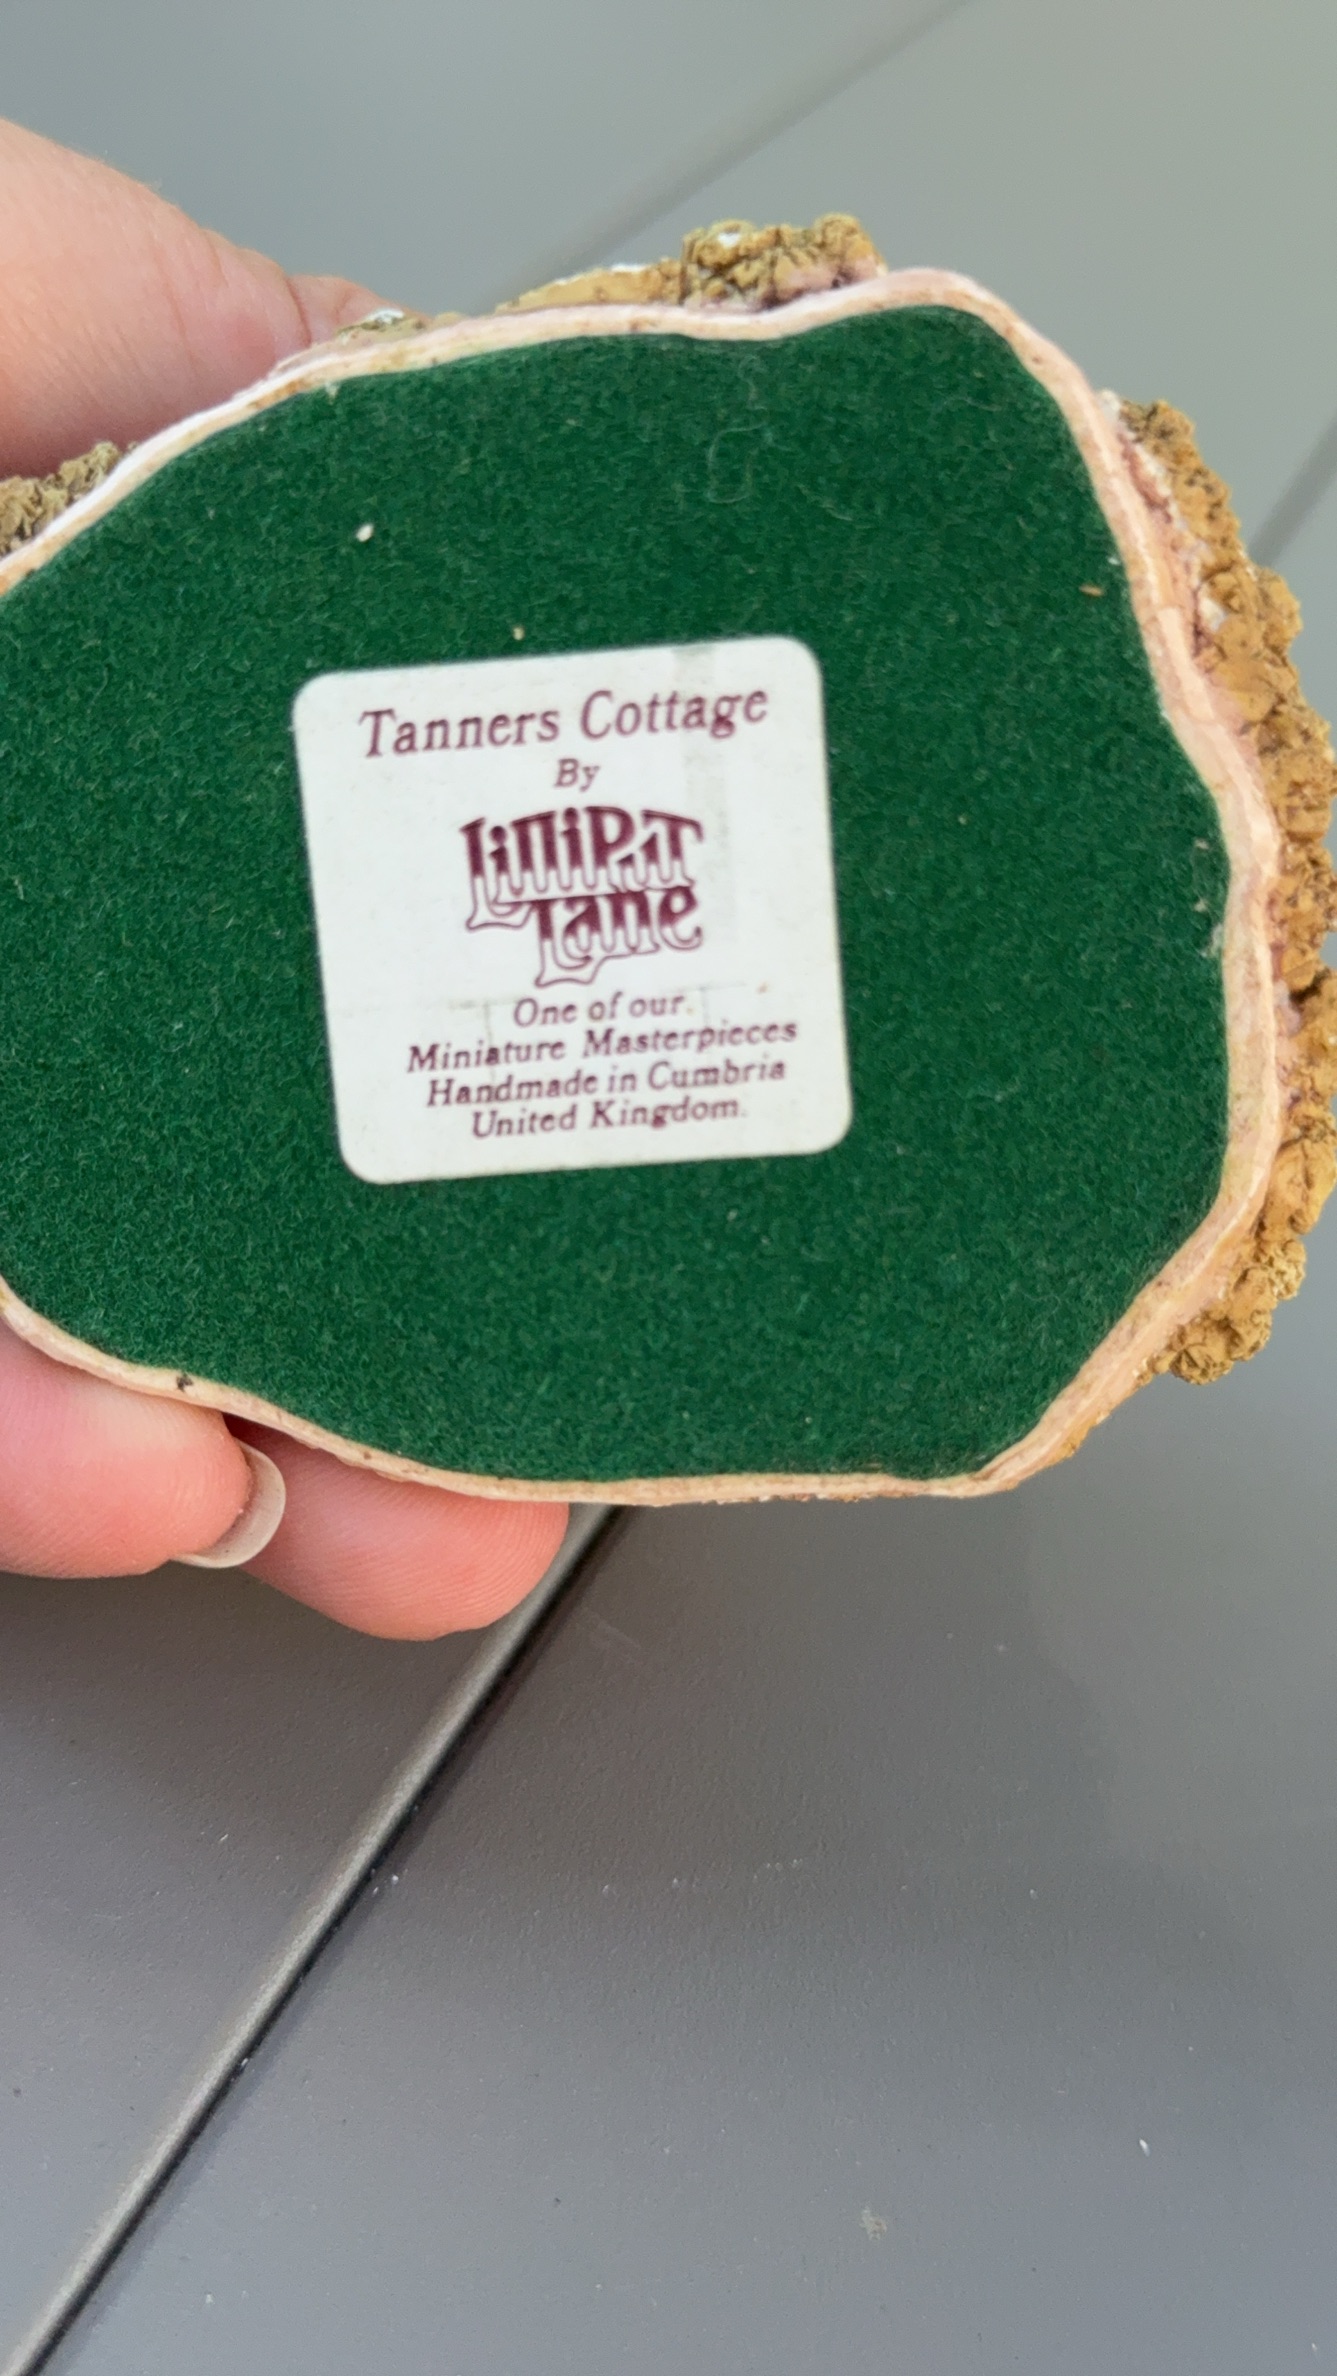 Tanners Cottage
By
LilliPuT
Lane
One of our
Miniature Masterpieces
Handmade in Cumbria
United Kingdom.